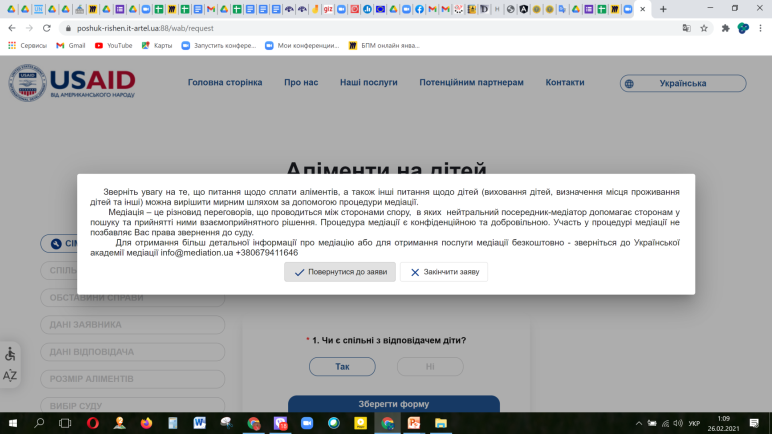 giz
poshuk-rishen.it-artel.ua:88/wab/request
Сервисы Gmail YouTube Карты Запустить конфере... Мои конференции... БПМ онлайн янва...
USAID
ВІД АМЕРИКАНСЬКОГО НАРОДУ
Головна сторінка Про нас Наші послуги Потенційним партнерам Контакти Українська
Аліменти на дітей
Зверніть увагу на те, що питання щодо сплати аліментів, а також інші питання щодо дітей (виховання дітей, визначення місця проживання
дітей та інші) можна вирішити мирним шляхом за допомогою процедури медіації.
Медіація – це різновид переговорів, що проводиться між сторонами спору, в яких нейтральний посередник-медіатор допомагає сторонам у
пошуку та прийнятті ними взаємоприйнятного рішення. Процедура медіації є конфіденційною та добровільною. Участь у процедурі медіації не
позбавляє Вас права звернення до суду.
Для отримання більш детальної інформації про медіацію або для отримання послуги медіації безкоштовно - зверніться до Української
академії медіації info@mediation.ua +380679411646
Повернутися до заяви Закінчити заяву
СІМ
СПІЛЬ
ОБСТАВИНИ СПРАВИ
ДАНІ ЗАЯВНИКА
ДАНІ ВІДПОВІДАЧА
РОЗМІР АЛІМЕНТІВ
ВИБІР СУДУ
* 1. Чи є спільні з відповідачем діти?
Так Ні
Зберегти форму
AZ
УКР
1:09
26.02.2021